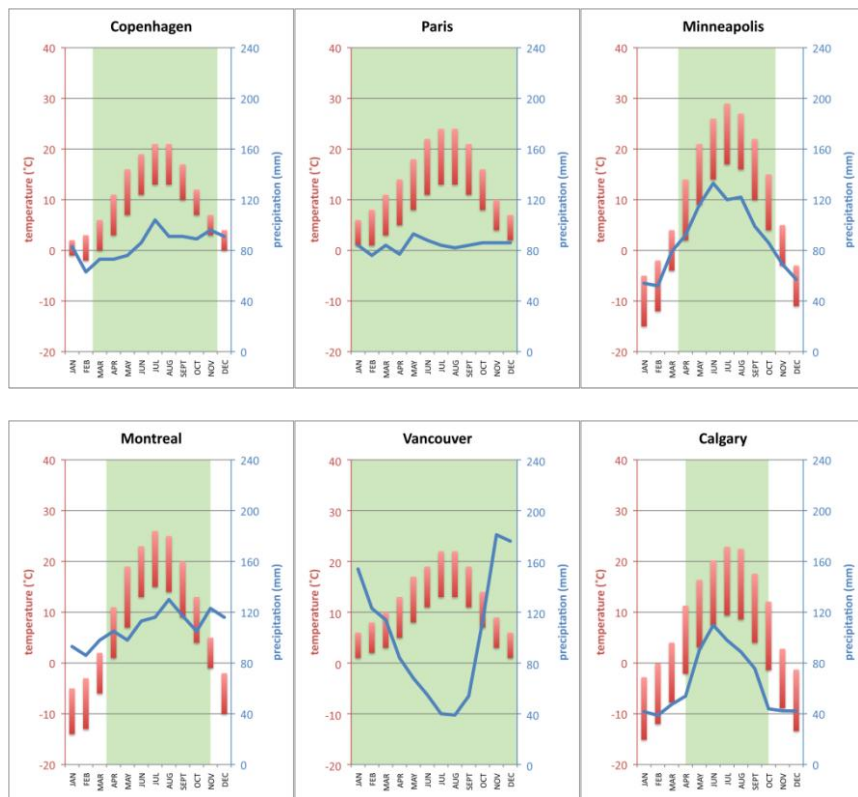 Copenhagen
40
30
20
10
0
-10
-20
temperature (˚C)
240
200
160
120
80
40
0
precipitation (mm)
JAN
FEB
MAR
APR
MAY
JUN
JUL
AUG
SEPT
OCT
NOV
DEC
Paris
40
30
20
10
0
-10
-20
temperature (˚C)
240
200
160
120
80
40
0
precipitation (mm)
JAN
FEB
MAR
APR
MAY
JUN
JUL
AUG
SEPT
OCT
NOV
DEC
Minneapolis
40
30
20
10
0
-10
-20
temperature (˚C)
240
200
160
120
80
40
0
precipitation (mm)
JAN
FEB
MAR
APR
MAY
JUN
JUL
AUG
SEPT
OCT
NOV
DEC
Montreal
40
30
20
10
0
-10
-20
temperature (˚C)
240
200
160
120
80
40
0
precipitation (mm)
JAN
FEB
MAR
APR
MAY
JUN
JUL
AUG
SEPT
OCT
NOV
DEC
Vancouver
40
30
20
10
0
-10
-20
temperature (˚C)
240
200
160
120
80
40
0
precipitation (mm)
JAN
FEB
MAR
APR
MAY
JUN
JUL
AUG
SEPT
OCT
NOV
DEC
Calgary
40
30
20
10
0
-10
-20
temperature (˚C)
240
200
160
120
80
40
0
precipitation (mm)
JAN
FEB
MAR
APR
MAY
JUN
JUL
AUG
SEPT
OCT
NOV
DEC